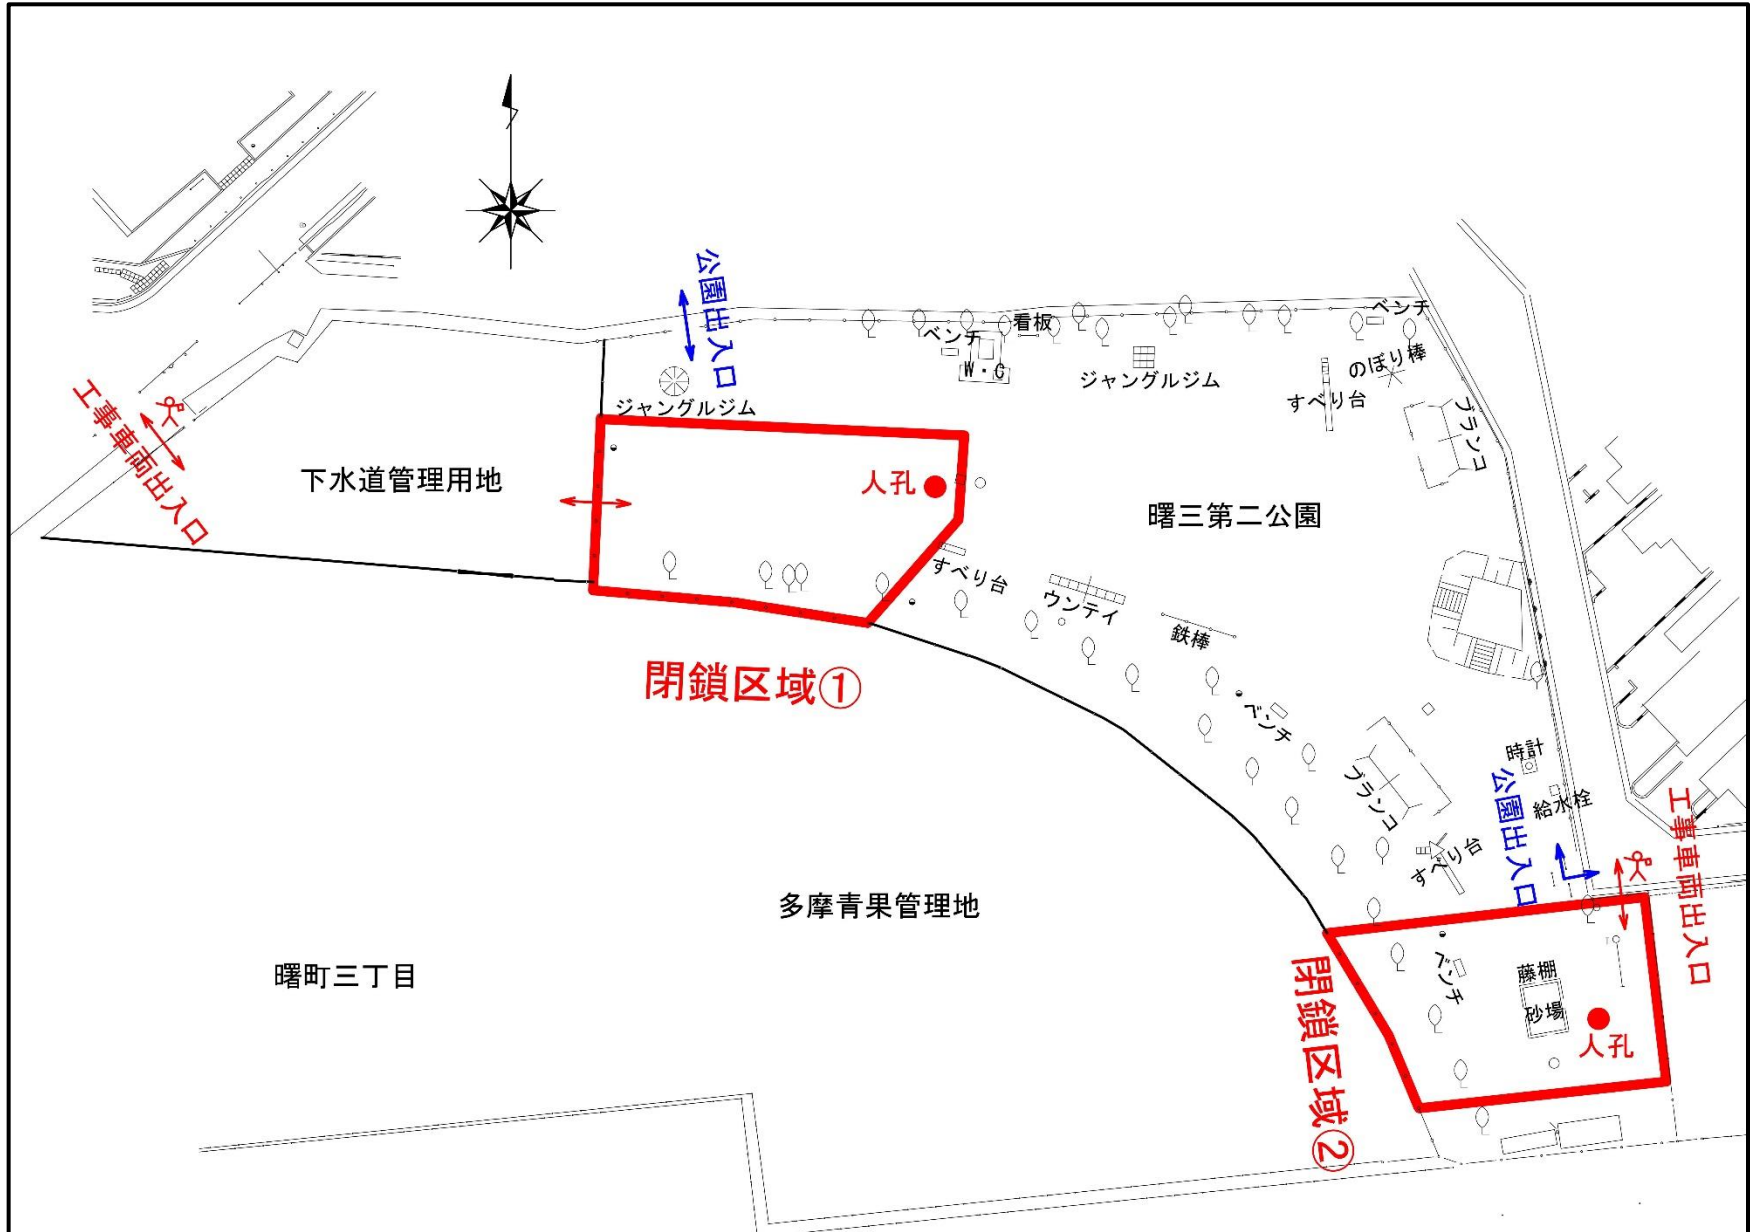 公園出入口
ベンチ
看板
W・C
ベンチ
のぼり棒
ジャングルジム
すべり台
ブランコ
ジャングルジム
工事車両出入口
下水道管理用地
人孔
曙三第二公園
すべり台
ウンテイ
鉄棒
閉鎖区域①
ベンチ
ブランコ
時計
給水栓
公園出入口
すべり台
工事車両出入口
多摩青果管理地
曙町三丁目
ベンチ
藤棚
砂場
人孔
閉鎖区域②